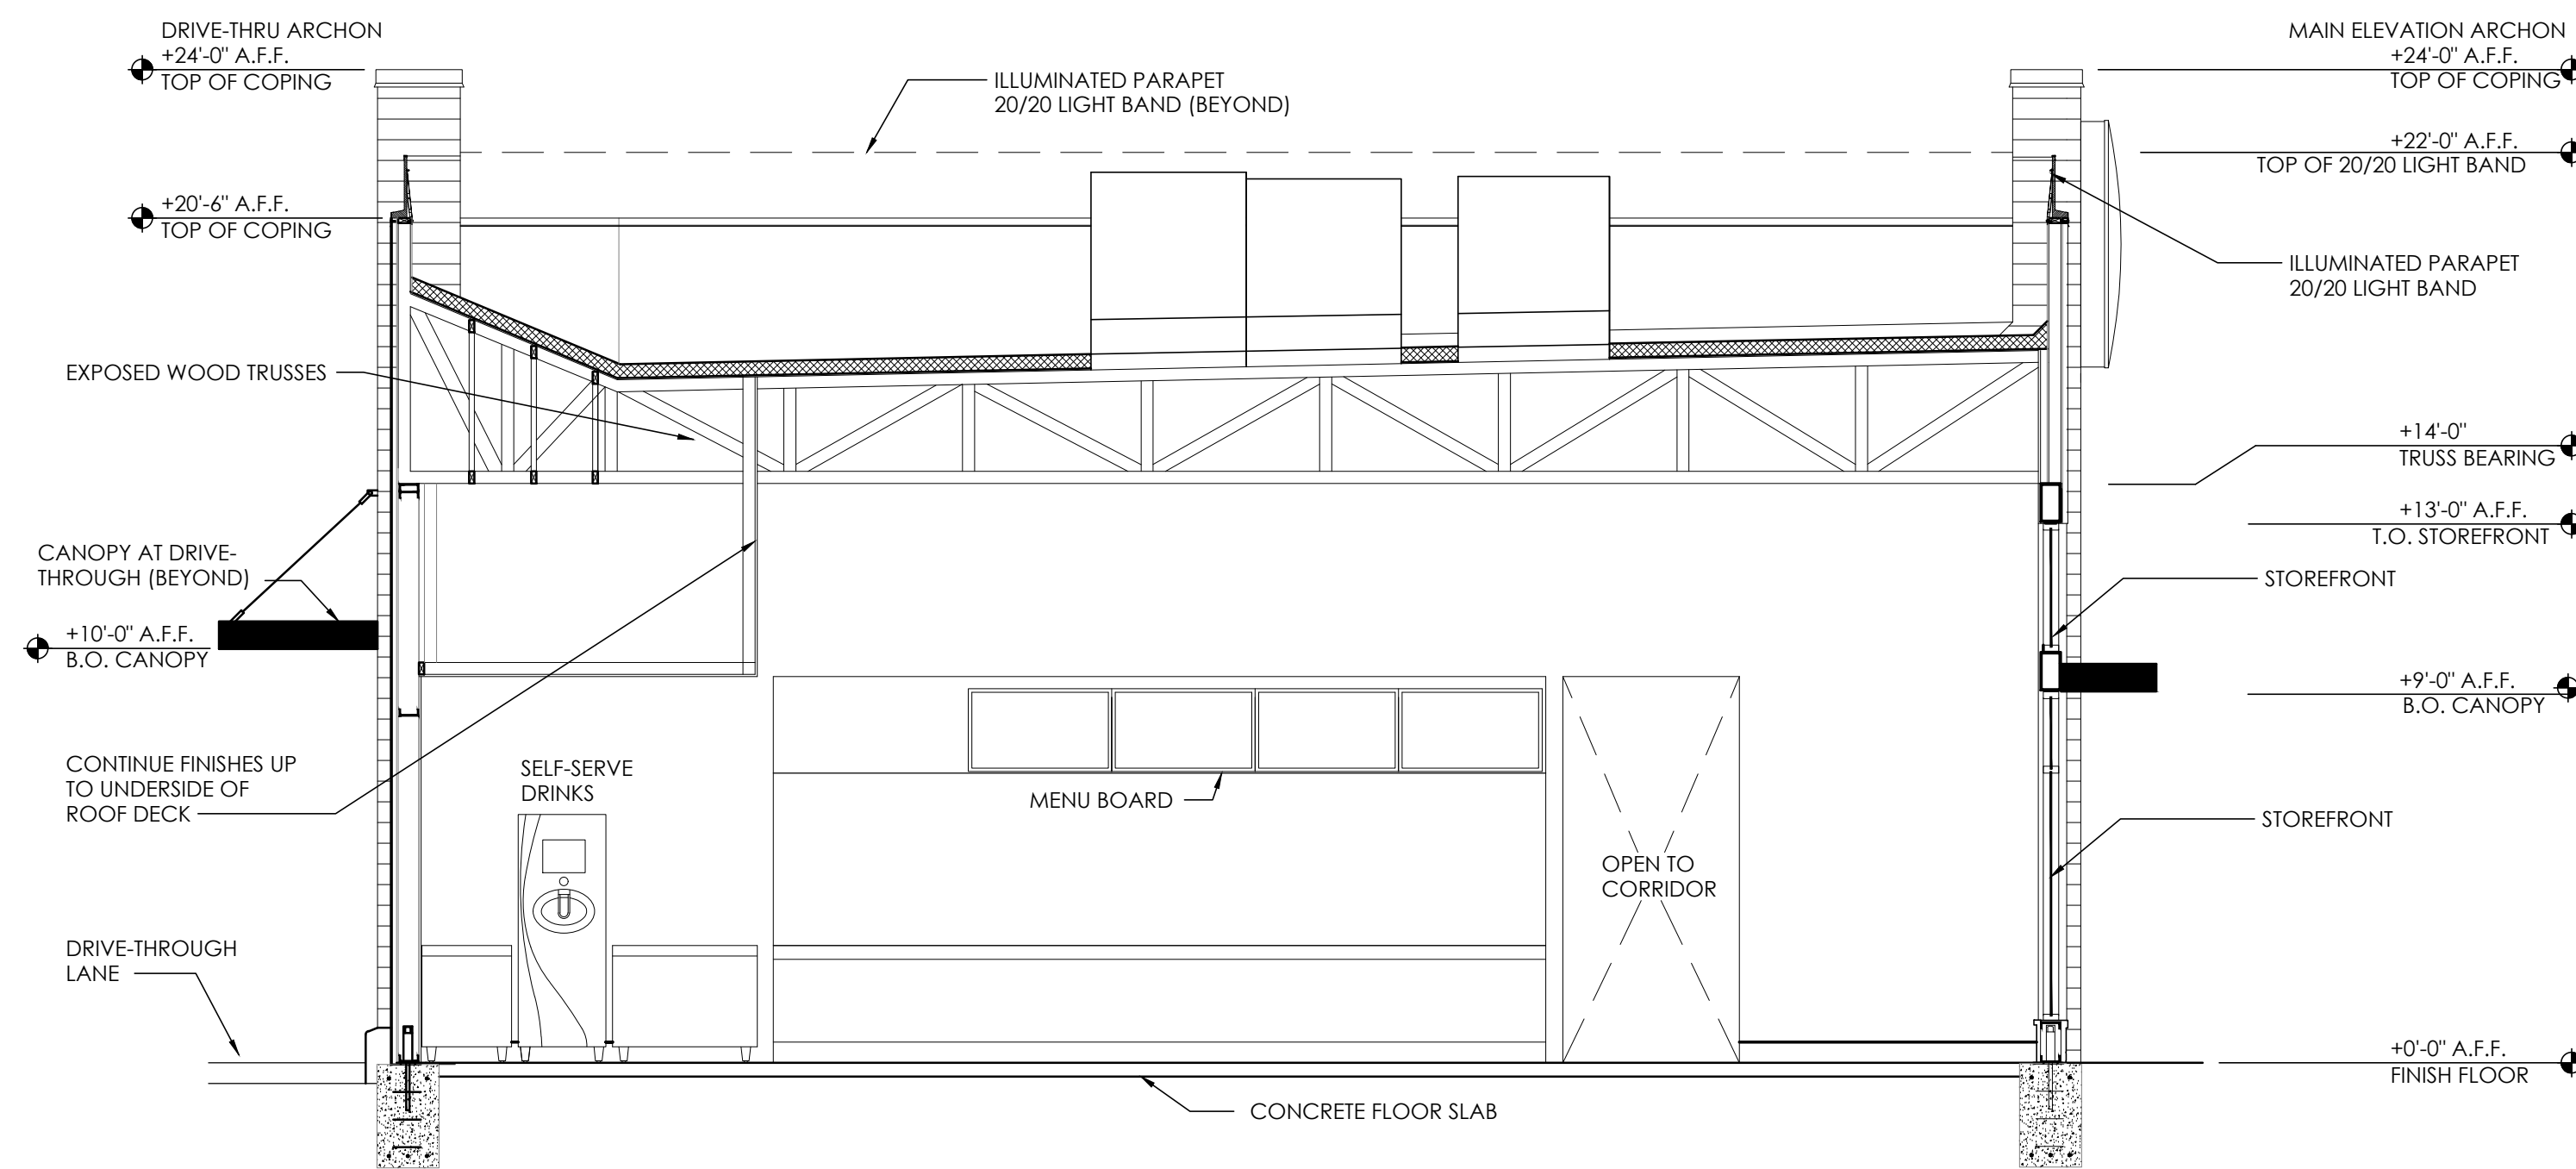 DRIVE-THRU ARCHON
+24'-0" A.F.F.
TOP OF COPING
MAIN ELEVATION ARCHON
+24'-0" A.F.F.
TOP OF COPING
ILLUMINATED PARAPET
20/20 LIGHT BAND (BEYOND)
+22'-0" A.F.F.
TOP OF 20/20 LIGHT BAND
+20'-6" A.F.F.
TOP OF COPING
ILLUMINATED PARAPET
20/20 LIGHT BAND
EXPOSED WOOD TRUSSES
+14'-0"
TRUSS BEARING
+13'-0" A.F.F.
T.O. STOREFRONT
CANOPY AT DRIVE-
THROUGH (BEYOND)
STOREFRONT
+10'-0" A.F.F.
B.O. CANOPY
+9'-0" A.F.F.
B.O. CANOPY
CONTINUE FINISHES UP
TO UNDERSIDE OF
ROOF DECK
SELF-SERVE
DRINKS
MENU BOARD
STOREFRONT
OPEN TO
CORRIDOR
DRIVE-THROUGH
LANE
+0'-0" A.F.F.
FINISH FLOOR
CONCRETE FLOOR SLAB